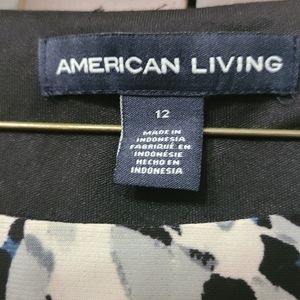 AMERICAN LIVING
12
MADE IN
INDONESIA
FABRIQUÉ EN
INDONÉSIE
HECHO EN
INDONESIA